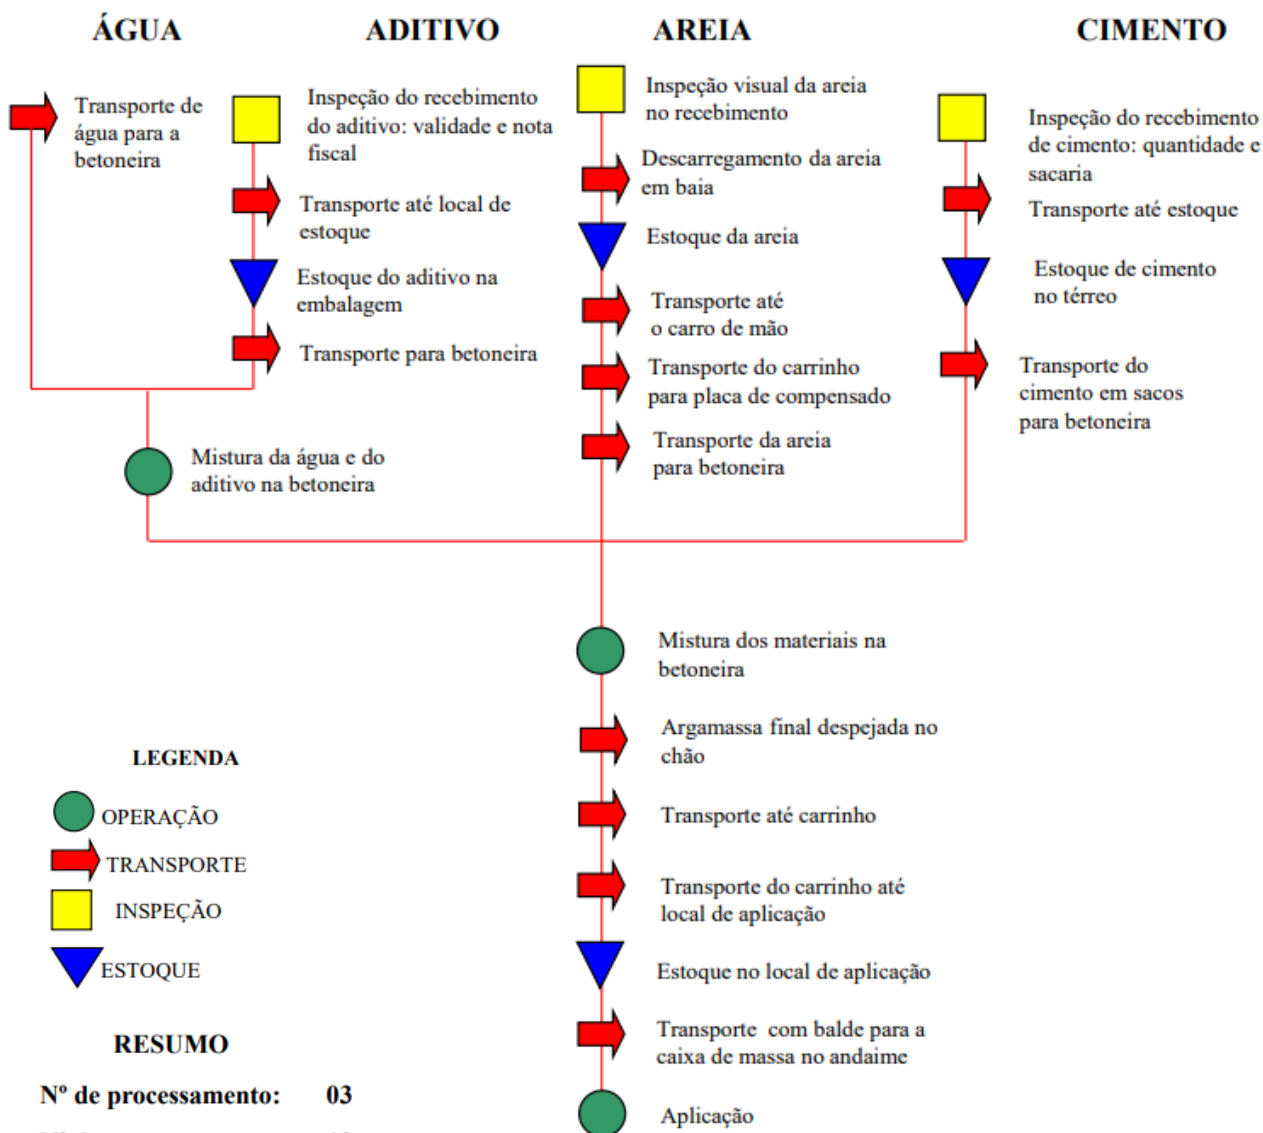 ÁGUA
ADITIVO
AREIA
CIMENTO
Transporte de
água para a
betoneira
Inspeção do recebimento
do aditivo: validade e nota
fiscal
Transporte até local de
estoque
Estoque do aditivo na
embalagem
Transporte para betoneira
Mistura da água e do
aditivo na betoneira
Inspeção visual da areia
no recebimento
Descarregamento da areia
em baia
Estoque da areia
Transporte até
o carro de mão
Transporte do carrinho
para placa de compensado
Transporte da areia
para betoneira
Inspeção do recebimento
de cimento: quantidade e
sacaria
Transporte até estoque
Estoque de cimento
no térreo
Transporte do
cimento em sacos
para betoneira
Mistura dos materiais na
betoneira
Argamassa final despejada no
chão
Transporte até carrinho
Transporte do carrinho até
local de aplicação
Estoque no local de aplicação
Transporte com balde para a
caixa de massa no andaime
Aplicação
LEGENDA
OPERAÇÃO
TRANSPORTE
INSPEÇÃO
ESTOQUE
RESUMO
Nº de processamento: 03